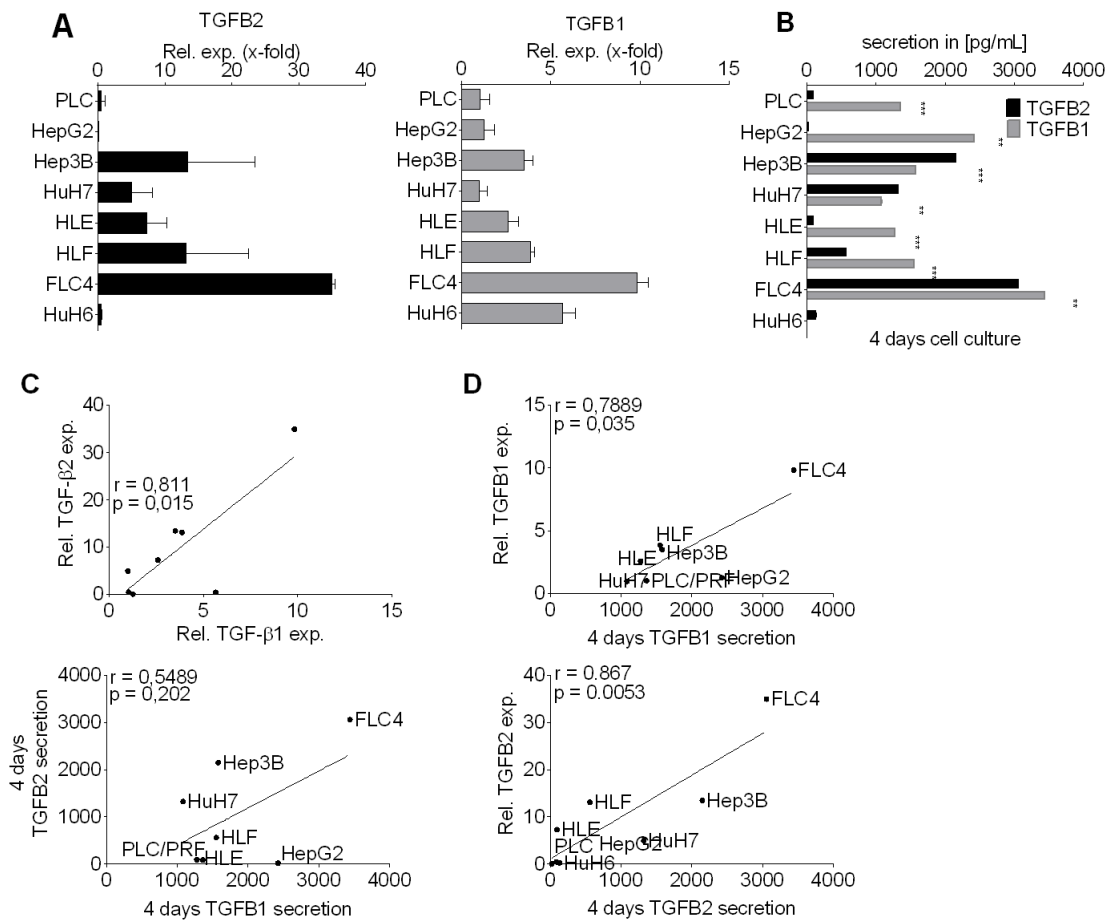 A
TGFB2
Rel. exp. (x-fold)
0 10 20 30 40
PLC
HepG2
Hep3B
HuH7
HLE
HLF
FLC4
HuH6
TGFB1
Rel. exp. (x-fold)
0 5 10 15
PLC
HepG2
Hep3B
HuH7
HLE
HLF
FLC4
HuH6
B
secretion in [pg/mL]
0 1000 2000 3000 4000
PLC
HepG2
Hep3B
HuH7
HLE
HLF
FLC4
HuH6
TGFB2
TGFB1
***
**
***
**
***
***
**
4 days cell culture
C
40
30
20
10
0
Rel. TGF-β2 exp.
r = 0,811
p = 0,015
0 5 10 15
Rel. TGF-β1 exp.
4000
3000
2000
1000
0
4 days
TGFB2 secretion
r = 0,5489
p = 0,202
FLC4
Hep3B
HuH7
HLF
PLC/PRF
HLE
HepG2
0 1000 2000 3000 4000
4 days TGFB1 secretion
D
15
10
5
0
Rel. TGFB1 exp.
r = 0,7889
p = 0,035
FLC4
HLF
Hep3B
HLE
HuH7
PLC/PRF
HepG2
0 1000 2000 3000 4000
4 days TGFB1 secretion
40
30
20
10
0
Rel. TGFB2 exp.
r = 0.867
p = 0.0053
FLC4
HLF
Hep3B
HLE
PLC
HepG2
HuH7
HuH6
0 1000 2000 3000 4000
4 days TGFB2 secretion